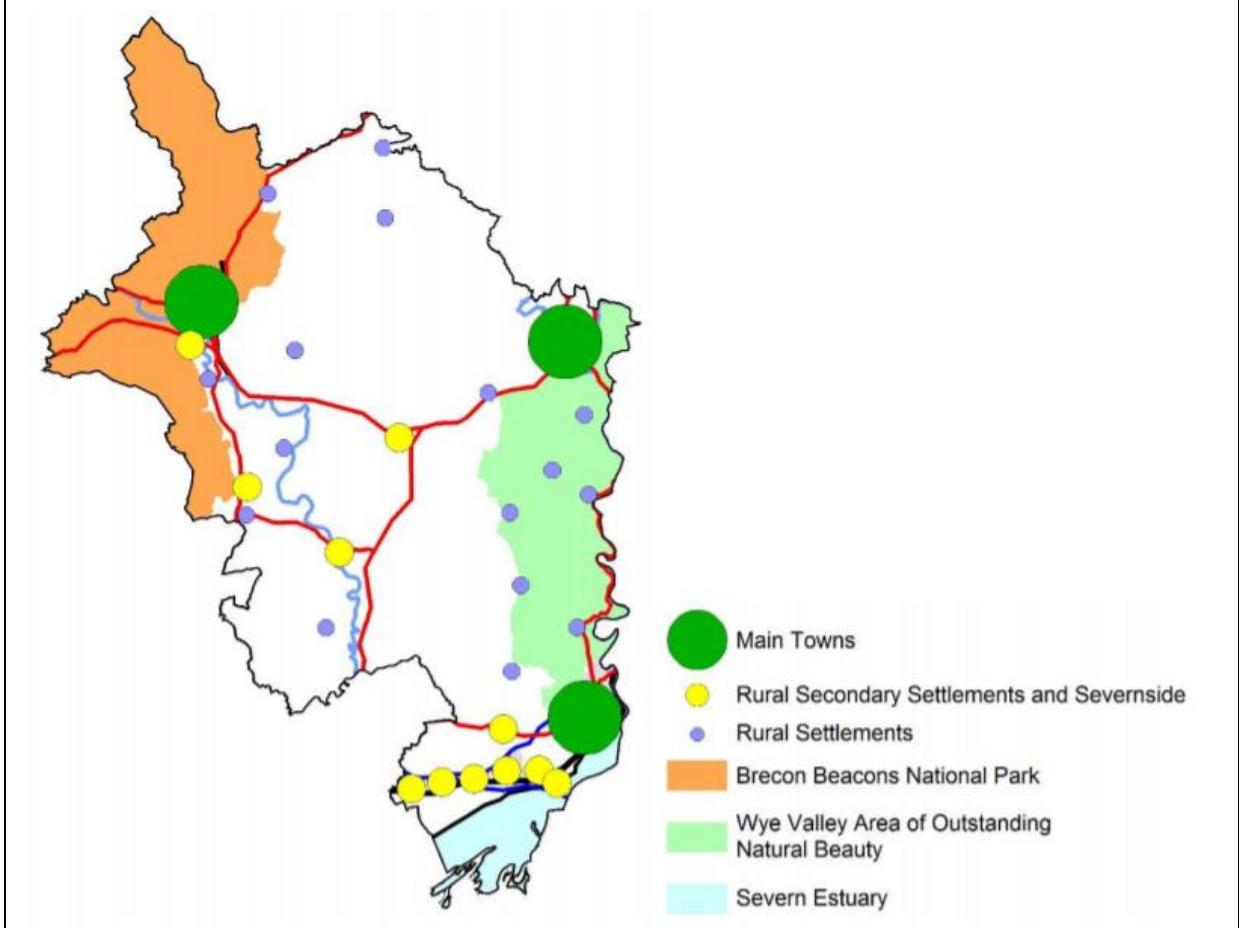 Main Towns
Rural Secondary Settlements and Severnside
Rural Settlements
Brecon Beacons National Park
Wye Valley Area of Outstanding
Natural Beauty
Severn Estuary